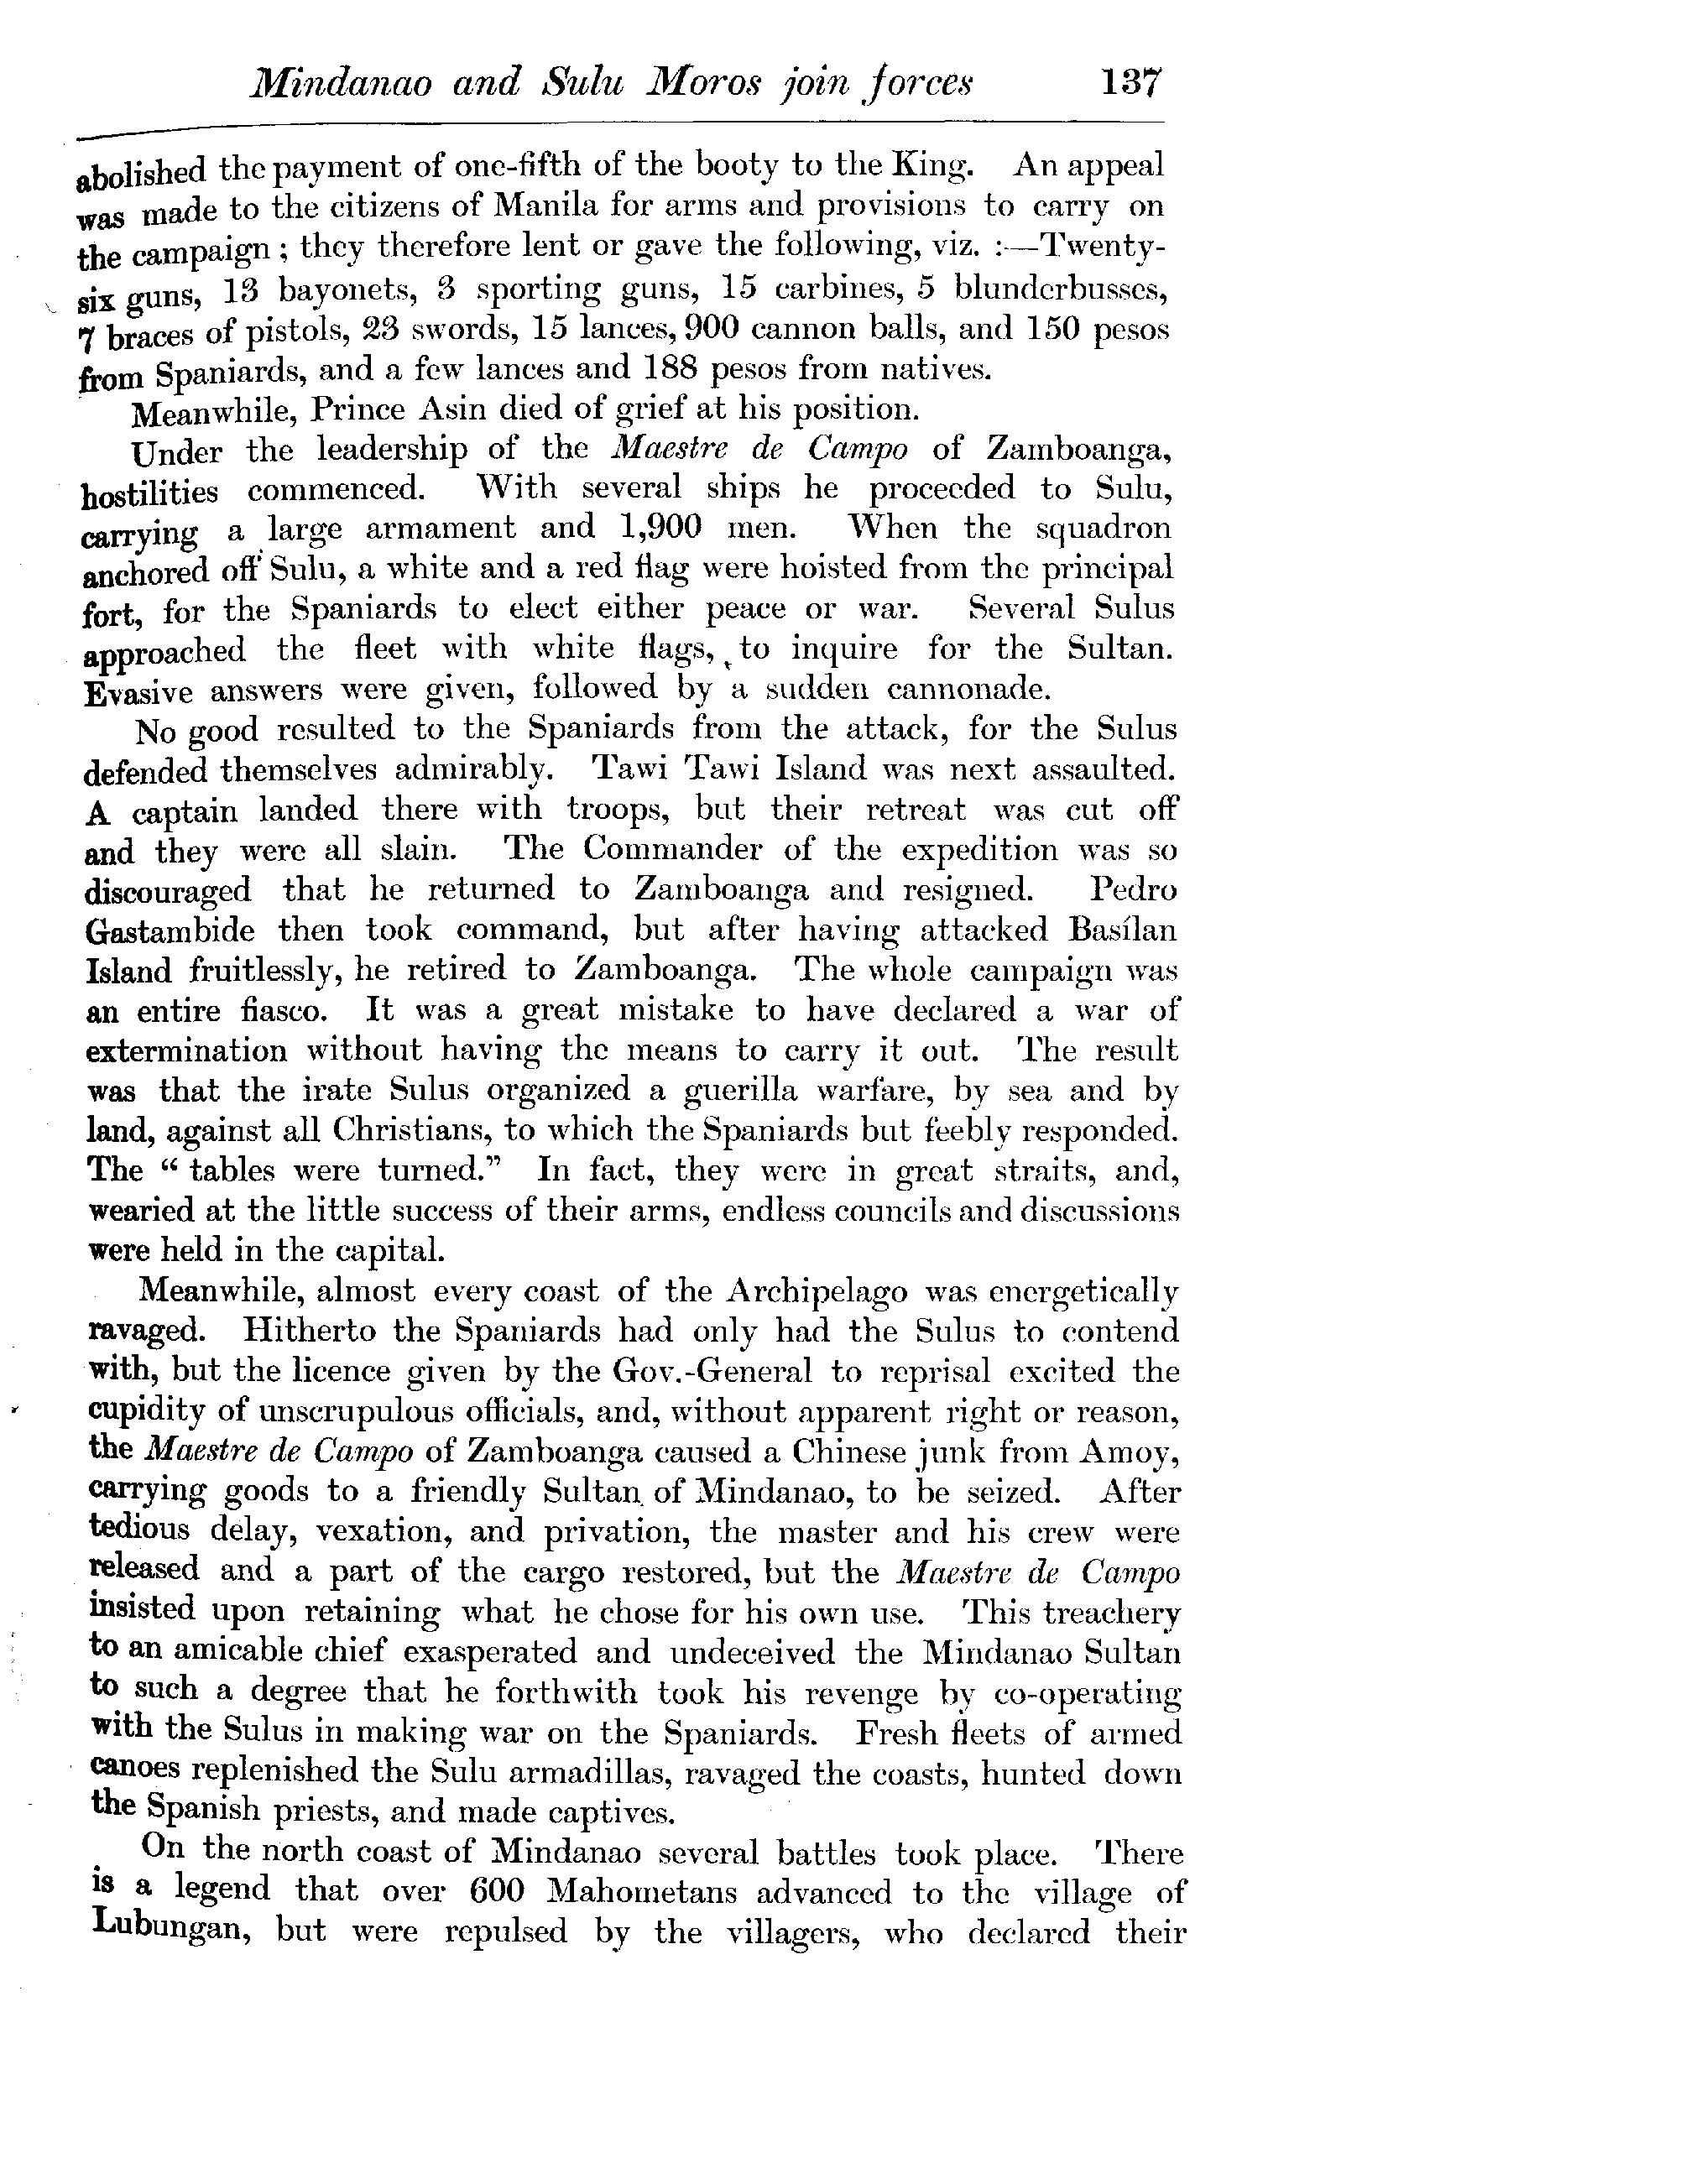 Mindanao and Sulu Moros join forces 137
abolished the payment of one-fifth of the booty to the King. An appeal
was made to the citizens of Manila for arms and provisions to carry on
the campaign ; they therefore lent or gave the following, viz. :—Twenty-
six guns, 13 bayonets, 3 sporting guns, 15 carbines, 5 blunderbusses,
7 braces of pistols, 23 swords, 15 lances, 900 cannon balls, and 150 pesos
from Spaniards, and a few lances and 188 pesos from natives.
Meanwhile, Prince Asin died of grief at his position.
Under the leadership of the Maestre de Campo of Zamboanga,
hostilities commenced. With several ships he proceeded to Sulu,
carrying a large armament and 1,900 men. When the squadron
anchored off Sulu, a white and a red flag were hoisted from the principal
fort, for the Spaniards to elect either peace or war. Several Sulus
approached the fleet with white flags, to inquire for the Sultan.
Evasive answers were given, followed by a sudden cannonade.
No good resulted to the Spaniards from the attack, for the Sulus
defended themselves admirably. Tawi Tawi Island was next assaulted.
A captain landed there with troops, but their retreat was cut off
and they were all slain. The Commander of the expedition was so
discouraged that he returned to Zamboanga and resigned. Pedro
Gastambide then took command, but after having attacked Basílan
Island fruitlessly, he retired to Zamboanga. The whole campaign was
an entire fiasco. It was a great mistake to have declared a war of
extermination without having the means to carry it out. The result
was that the irate Sulus organized a guerilla warfare, by sea and by
land, against all Christians, to which the Spaniards but feebly responded.
The “ tables were turned.” In fact, they were in great straits, and,
wearied at the little success of their arms, endless councils and discussions
were held in the capital.
Meanwhile, almost every coast of the Archipelago was energetically
ravaged. Hitherto the Spaniards had only had the Sulus to contend
with, but the licence given by the Gov.-General to reprisal excited the
cupidity of unscrupulous officials, and, without apparent right or reason,
the Maestre de Campo of Zamboanga caused a Chinese junk from Amoy,
carrying goods to a friendly Sultan of Mindanao, to be seized. After
tedious delay, vexation, and privation, the master and his crew were
released and a part of the cargo restored, but the Maestre de Campo
insisted upon retaining what he chose for his own use. This treachery
to an amicable chief exasperated and undeceived the Mindanao Sultan
to such a degree that he forthwith took his revenge by co-operating
with the Sulus in making war on the Spaniards. Fresh fleets of armed
canoes replenished the Sulu armadillas, ravaged the coasts, hunted down
the Spanish priests, and made captives.
On the north coast of Mindanao several battles took place. There
is a legend that over 600 Mahometans advanced to the village of
Lubungan, but were repulsed by the villagers, who declared their